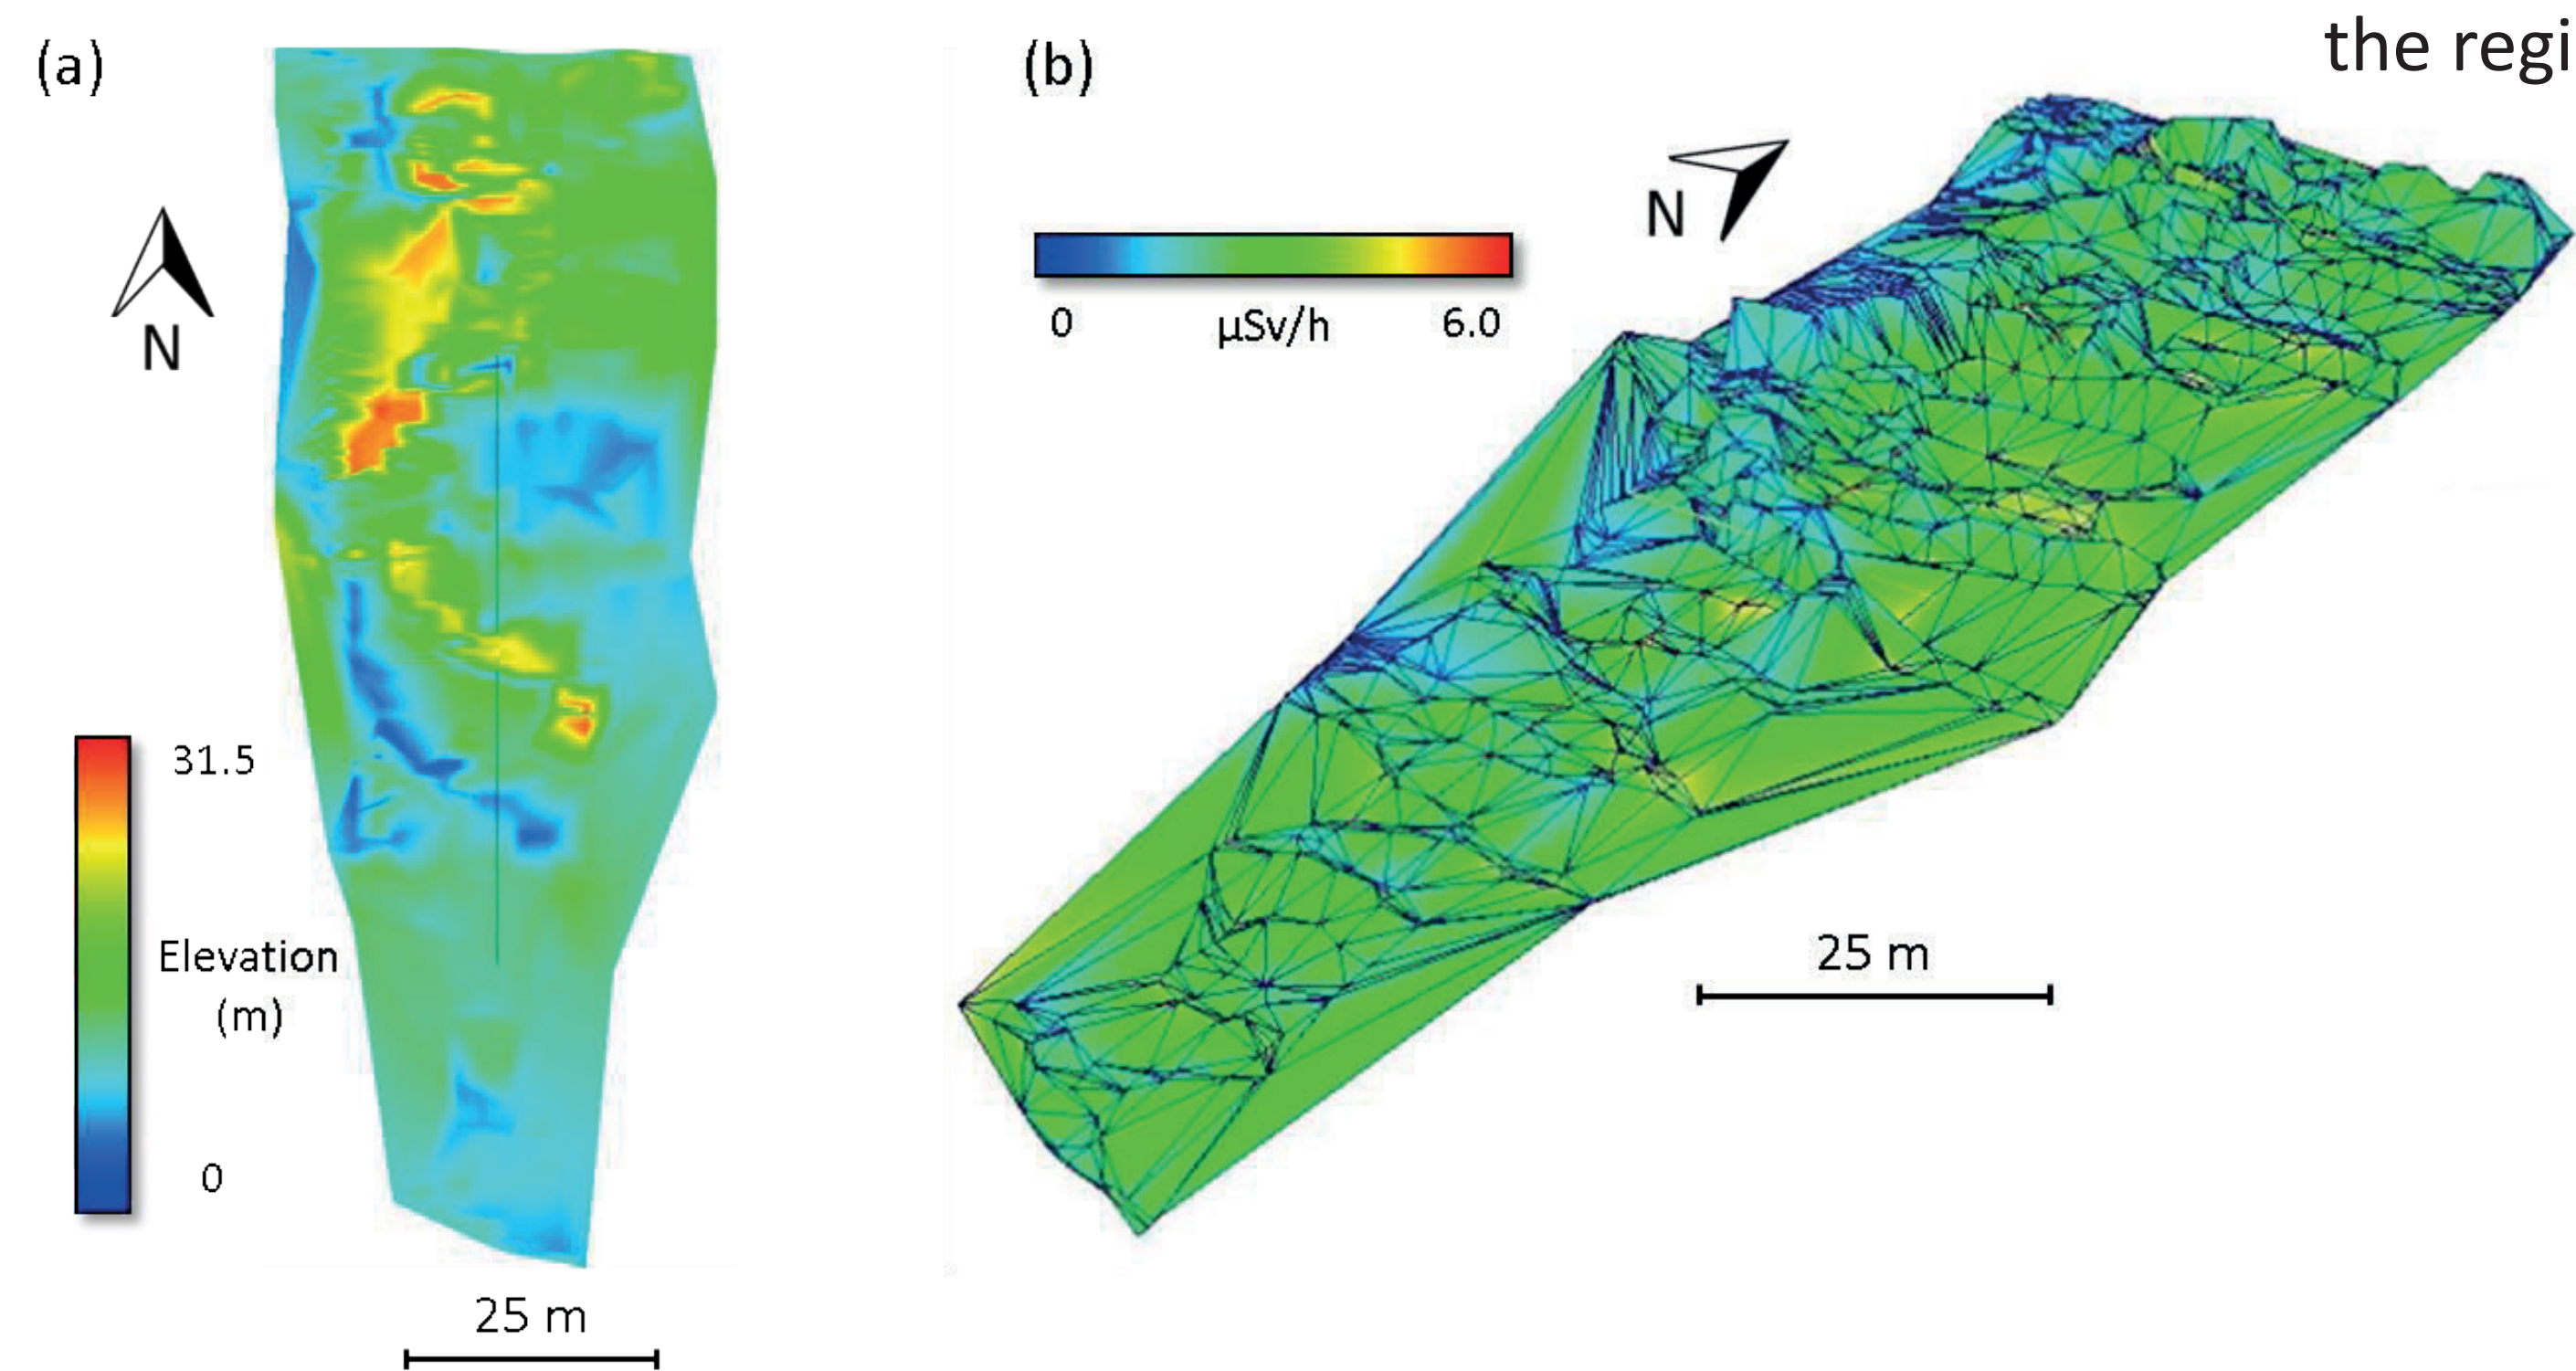 (a)
N
31.5
Elevation
(m)
0
25 m
(b)
0 μSv/h 6.0
N
25 m
the regi